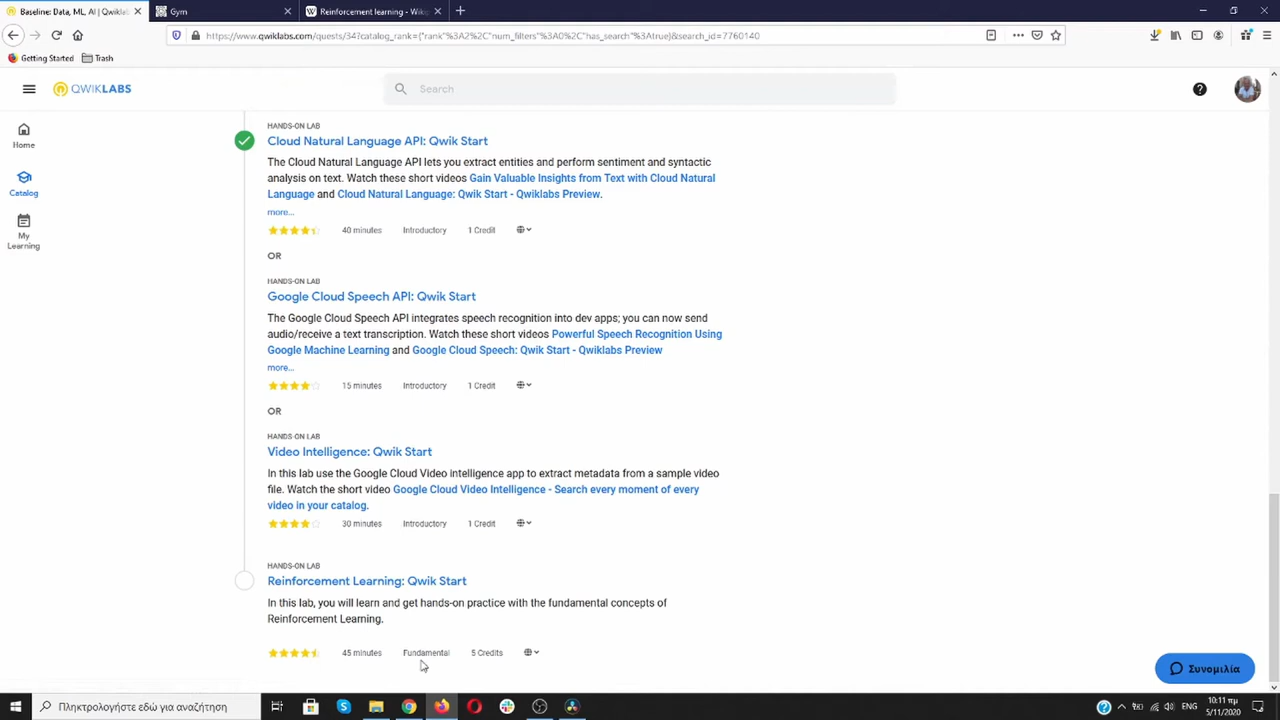 Baseline: Data, ML, AI | Qwiklab
Gym
Reinforcement learning - Wiki
https://www.qwiklabs.com/quests/34?catalog_rank={"rank"%3A2%2C"num_filters"%3A0%2C"has_search"%3Atrue}&search_id=7760140
Getting Started
Trash
QWIKLABS
Search
Home
Catalog
My
Learning
HANDS-ON LAB
Cloud Natural Language API: Qwik Start
The Cloud Natural Language API lets you extract entities and perform sentiment and syntactic
analysis on text. Watch these short videos Gain Valuable Insights from Text with Cloud Natural
Language and Cloud Natural Language: Qwik Start - Qwiklabs Preview.
more...
40 minutes Introductory 1 Credit
OR
HANDS-ON LAB
Google Cloud Speech API: Qwik Start
The Google Cloud Speech API integrates speech recognition into dev apps; you can now send
audio/receive a text transcription. Watch these short videos Powerful Speech Recognition Using
Google Machine Learning and Google Cloud Speech: Qwik Start - Qwiklabs Preview
more...
15 minutes Introductory 1 Credit
OR
HANDS-ON LAB
Video Intelligence: Qwik Start
In this lab use the Google Cloud Video intelligence app to extract metadata from a sample video
file. Watch the short video Google Cloud Video Intelligence - Search every moment of every
video in your catalog.
30 minutes Introductory 1 Credit
HANDS-ON LAB
Reinforcement Learning: Qwik Start
In this lab, you will learn and get hands-on practice with the fundamental concepts of
Reinforcement Learning.
45 minutes Fundamental 5 Credits
Συνομιλία
Πληκτρολογήστε εδώ για αναζήτηση
10:11 πμ
5/11/2020